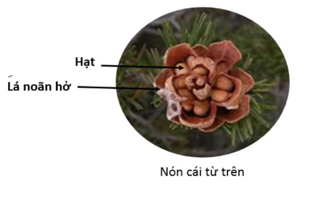 Hạt
Lá noãn hở
Nón cái từ trên